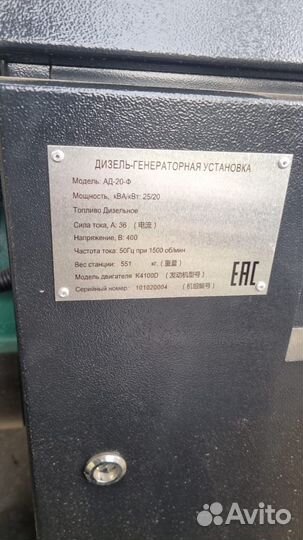 ДИЗЕЛЬ-ГЕНЕРАТОРНАЯ УСТАНОВКА
Модель: АД-20-Ф
Мощность, кВА/кВт: 25/20
Топливо Дизельное
Сила тока, А: 36 (电流)
Напряжение, В: 400
Частота тока: 50Гц при 1500 об/мин
Вес станции: 551 кг. (重量)
Модель двигателя K4100D (发动机型号)
Серийный номер: 101020004 (机组编号)
EAC
Avito